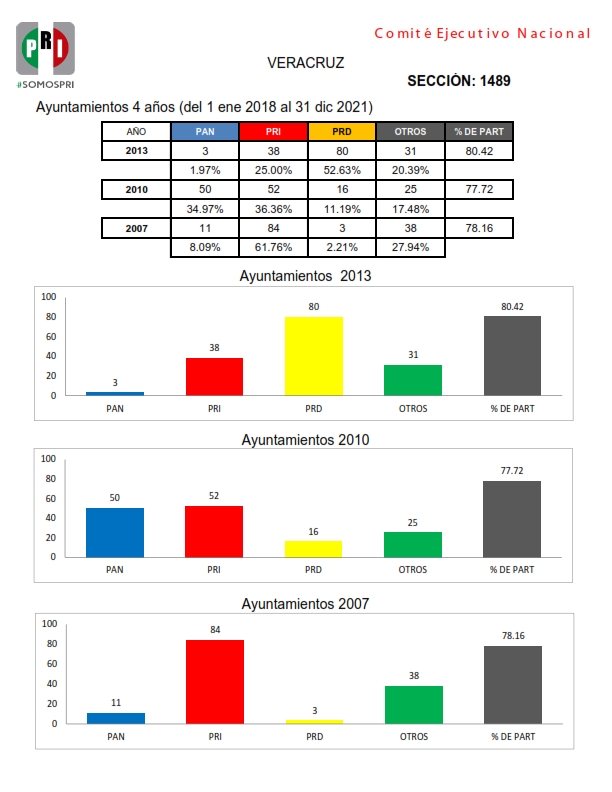 Comité Ejecutivo Nacional
PRI
#SOMOSPRI
VERACRUZ
SECCIÓN: 1489
Ayuntamientos 4 años (del 1 ene 2018 al 31 dic 2021)
AÑO PAN PRI PRD OTROS % DE PART
2013 3 38 80 31 80.42
1.97% 25.00% 52.63% 20.39%
2010 50 52 16 25 77.72
34.97% 36.36% 11.19% 17.48%
2007 11 84 3 38 78.16
8.09% 61.76% 2.21% 27.94%
Ayuntamientos 2013
100
80
60
40
20
0
3 38 80 31 80.42
PAN PRI PRD OTROS % DE PART
Ayuntamientos 2010
100
80
60
40
20
0
50 52 16 25 77.72
PAN PRI PRD OTROS % DE PART
Ayuntamientos 2007
100
80
60
40
20
0
11 84 3 38 78.16
PAN PRI PRD OTROS % DE PART